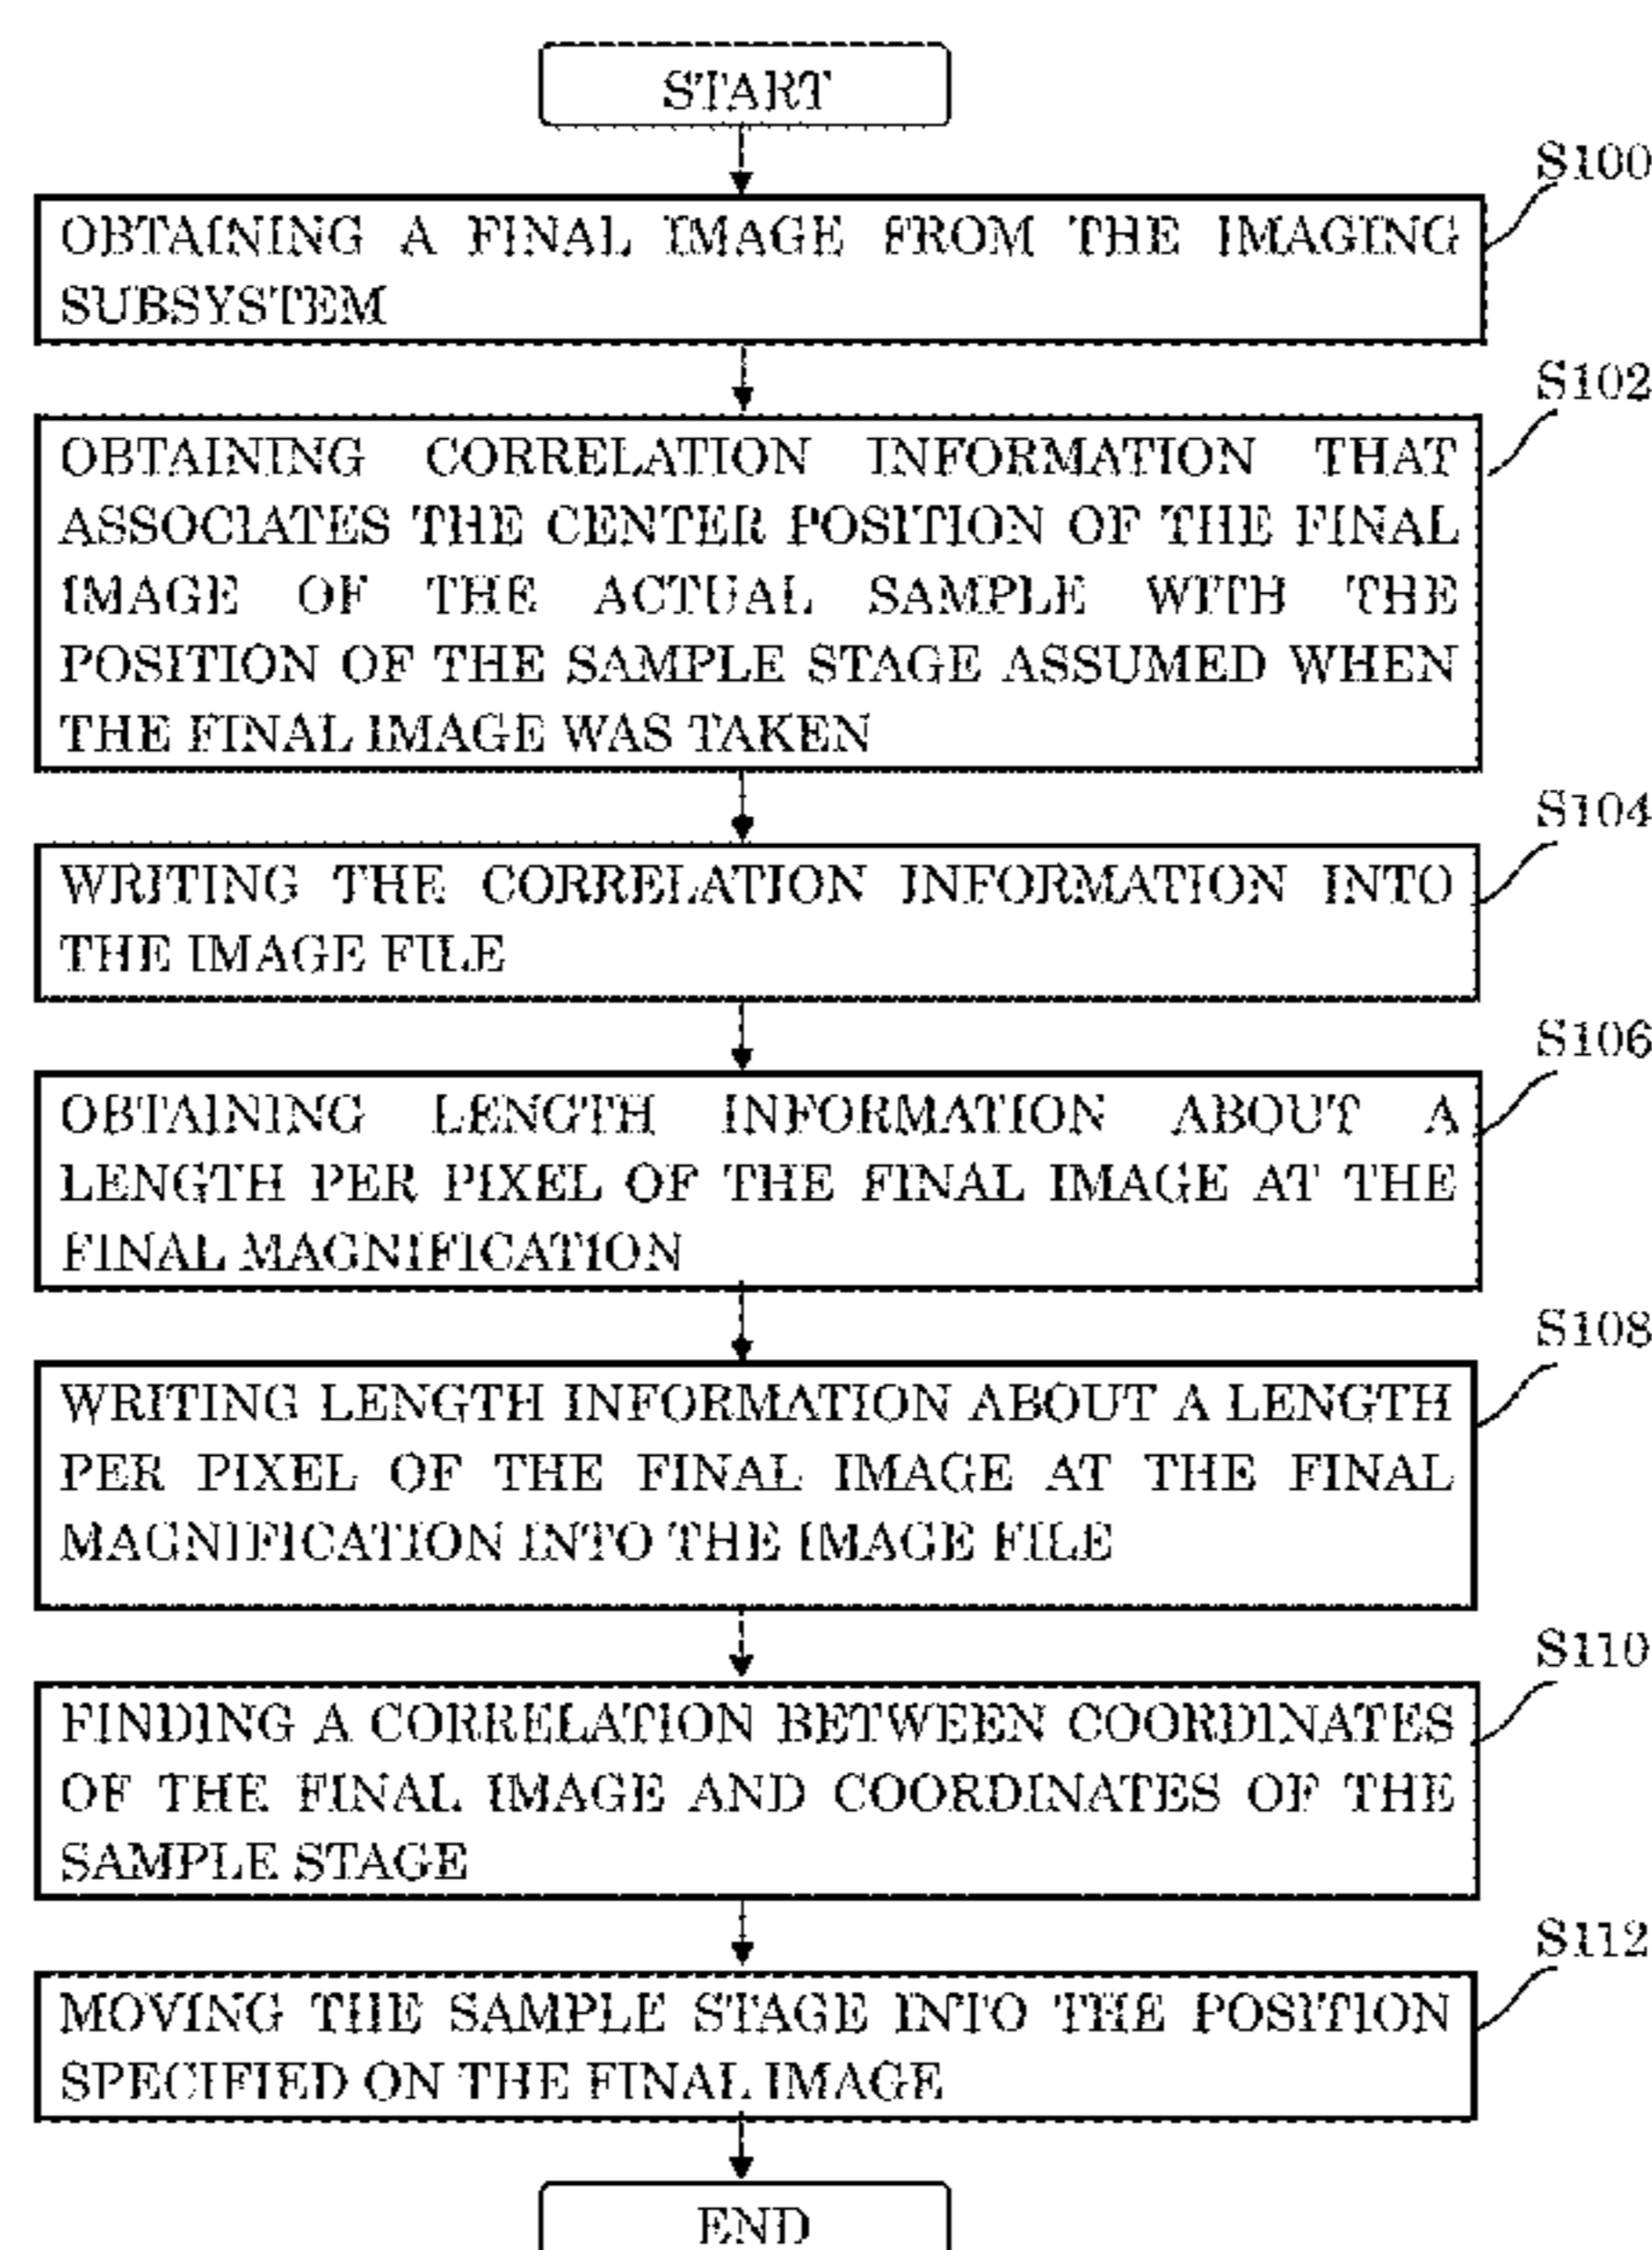 START
S100
OBTAINING A FINAL IMAGE FROM THE IMAGING
SUBSYSTEM
S102
OBTAINING CORRELATION INFORMATION THAT
ASSOCIATES THE CENTER POSITION OF THE FINAL
IMAGE OF THE ACTUAL SAMPLE WITH THE
POSITION OF THE SAMPLE STAGE ASSUMED WHEN
THE FINAL IMAGE WAS TAKEN
S104
WRITING THE CORRELATION INFORMATION INTO
THE IMAGE FILE
S106
OBTAINING LENGTH INFORMATION ABOUT A
LENGTH PER PIXEL OF THE FINAL IMAGE AT THE
FINAL MAGNIFICATION
S108
WRITING LENGTH INFORMATION ABOUT A LENGTH
PER PIXEL OF THE FINAL IMAGE AT THE FINAL
MAGNIFICATION INTO THE IMAGE FILE
S110
FINDING A CORRELATION BETWEEN COORDINATES
OF THE FINAL IMAGE AND COORDINATES OF THE
SAMPLE STAGE
S112
MOVING THE SAMPLE STAGE INTO THE POSITION
SPECIFIED ON THE FINAL IMAGE
END